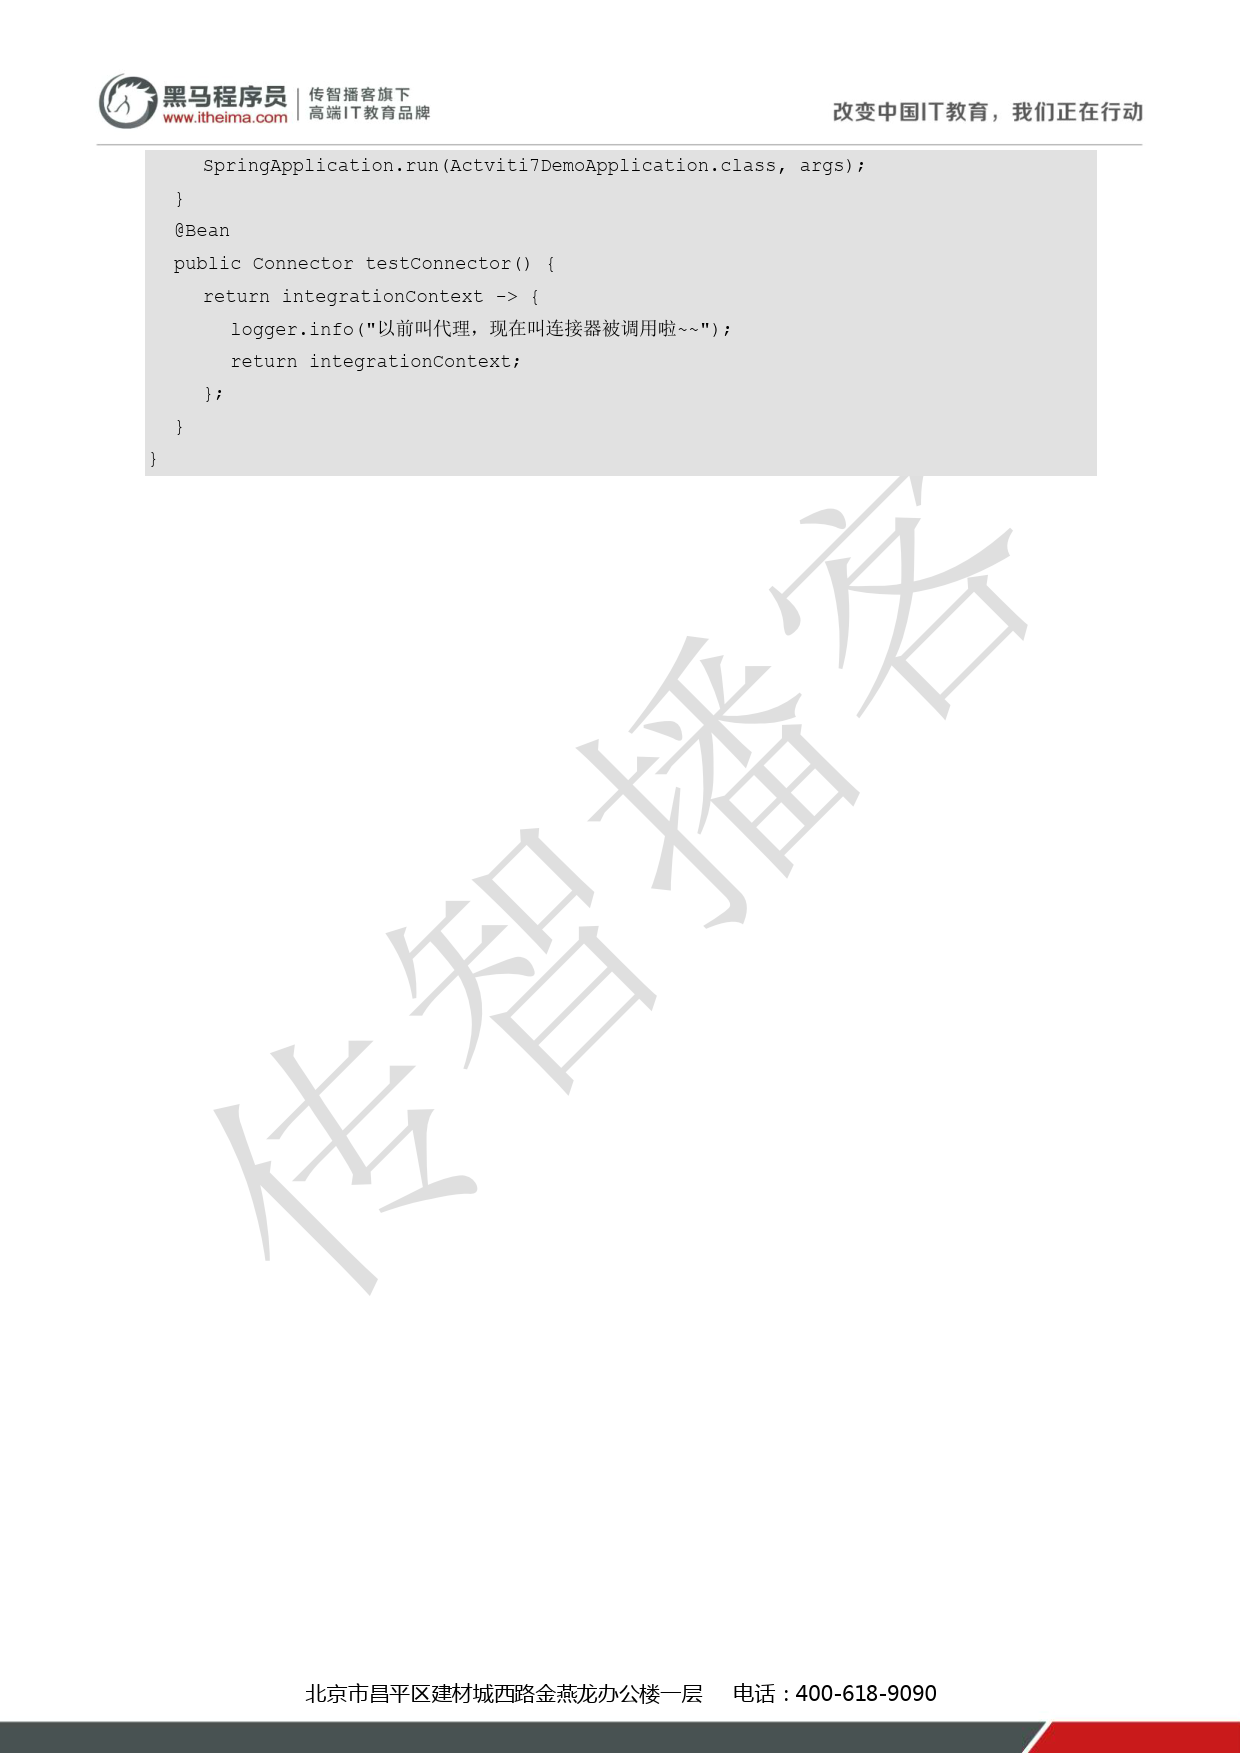 黑马程序员
www.itheima.com
传智播客旗下
高端IT教育品牌
改变中国IT教育，我们正在行动
SpringApplication.run(Actviti7DemoApplication.class, args);
}
@Bean
public Connector testConnector() {
return integrationContext -> {
logger.info("以前叫代理，现在叫连接器被调用啦~~");
return integrationContext;
};
}
}
传智播客
北京市昌平区建材城西路金燕龙办公楼一层 电话：400-618-9090